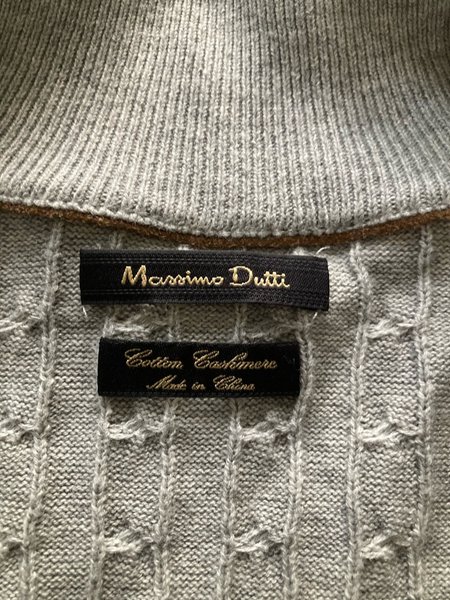 Massimo Dutti
Cotton Cashmere
Made in China